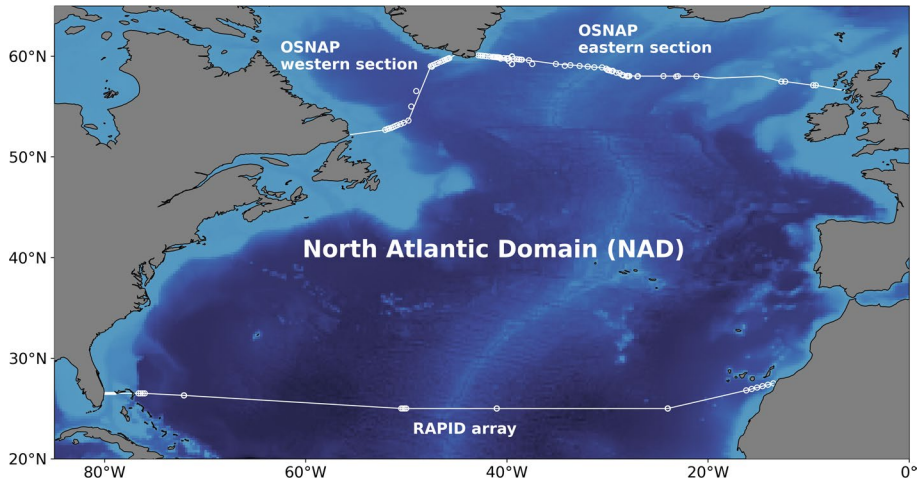 60°N
50°N
40°N
30°N
20°N
OSNAP
western section
OSNAP
eastern section
North Atlantic Domain (NAD)
RAPID array
80°W
60°W
40°W
20°W
0°